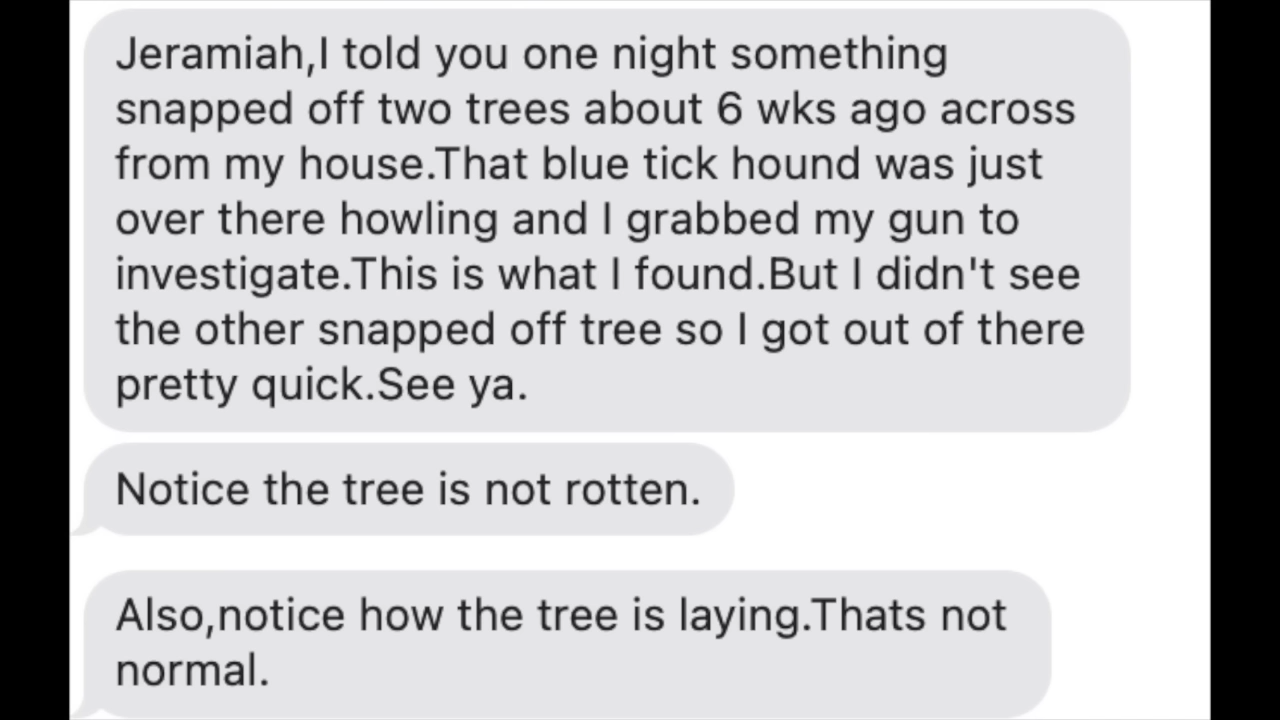 Jeramiah,I told you one night something
snapped off two trees about 6 wks ago across
from my house.That blue tick hound was just
over there howling and I grabbed my gun to
investigate.This is what I found.But I didn't see
the other snapped off tree so I got out of there
pretty quick.See ya.
Notice the tree is not rotten.
Also,notice how the tree is laying.Thats not
normal.